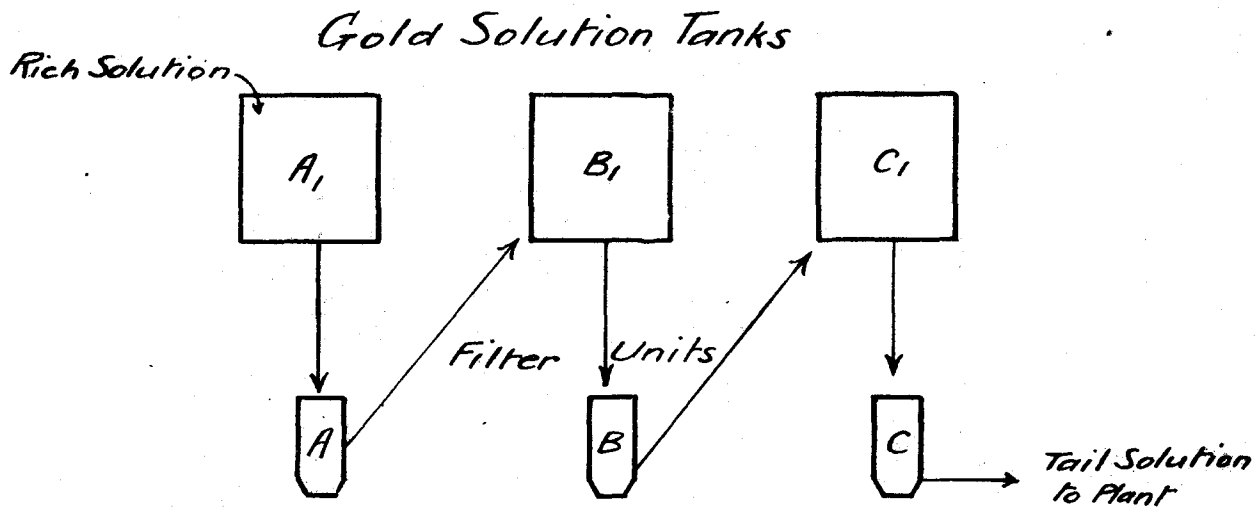 Gold Solution Tanks
Rich Solution
A1
B1
C1
Filter Units
A
B
C
Tail Solution
to Plant